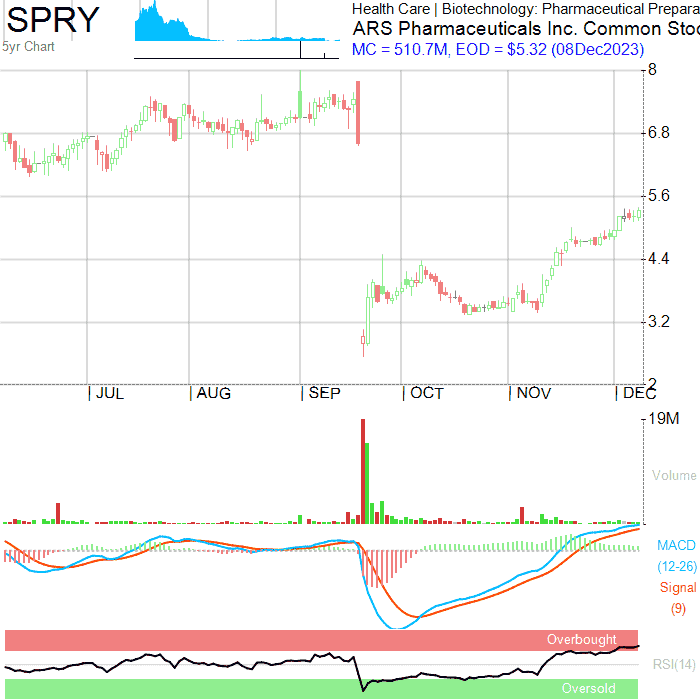 SPRY
5yr Chart
Health Care | Biotechnology: Pharmaceutical Prepara
ARS Pharmaceuticals Inc. Common Stoc
MC = 510.7M, EOD = $5.32 (08Dec2023)
8
6.8
5.6
4.4
3.2
2
| JUL | AUG | SEP | OCT | NOV | DEC
19M
Volume
MACD
(12-26)
Signal
(9)
Overbought
RSI(14)
Oversold